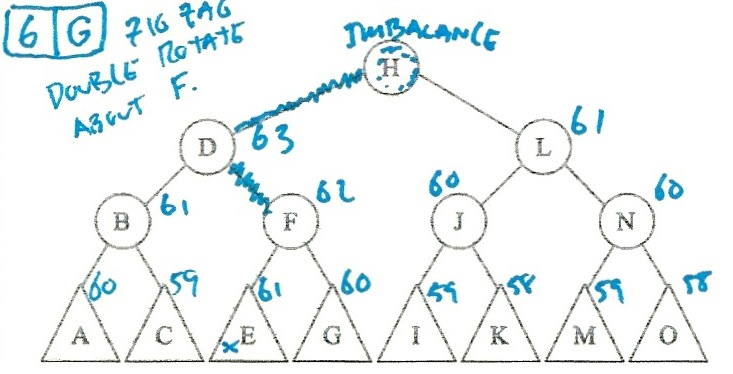 6 G ZIG ZAG
DOUBLE ROTATE
ABOUT F.
IMBALANCE
H
D 63 L 61
B 61 F 62 J 60 N 60
60 59 61 60 59 58 59 58
A C x E G I K M O